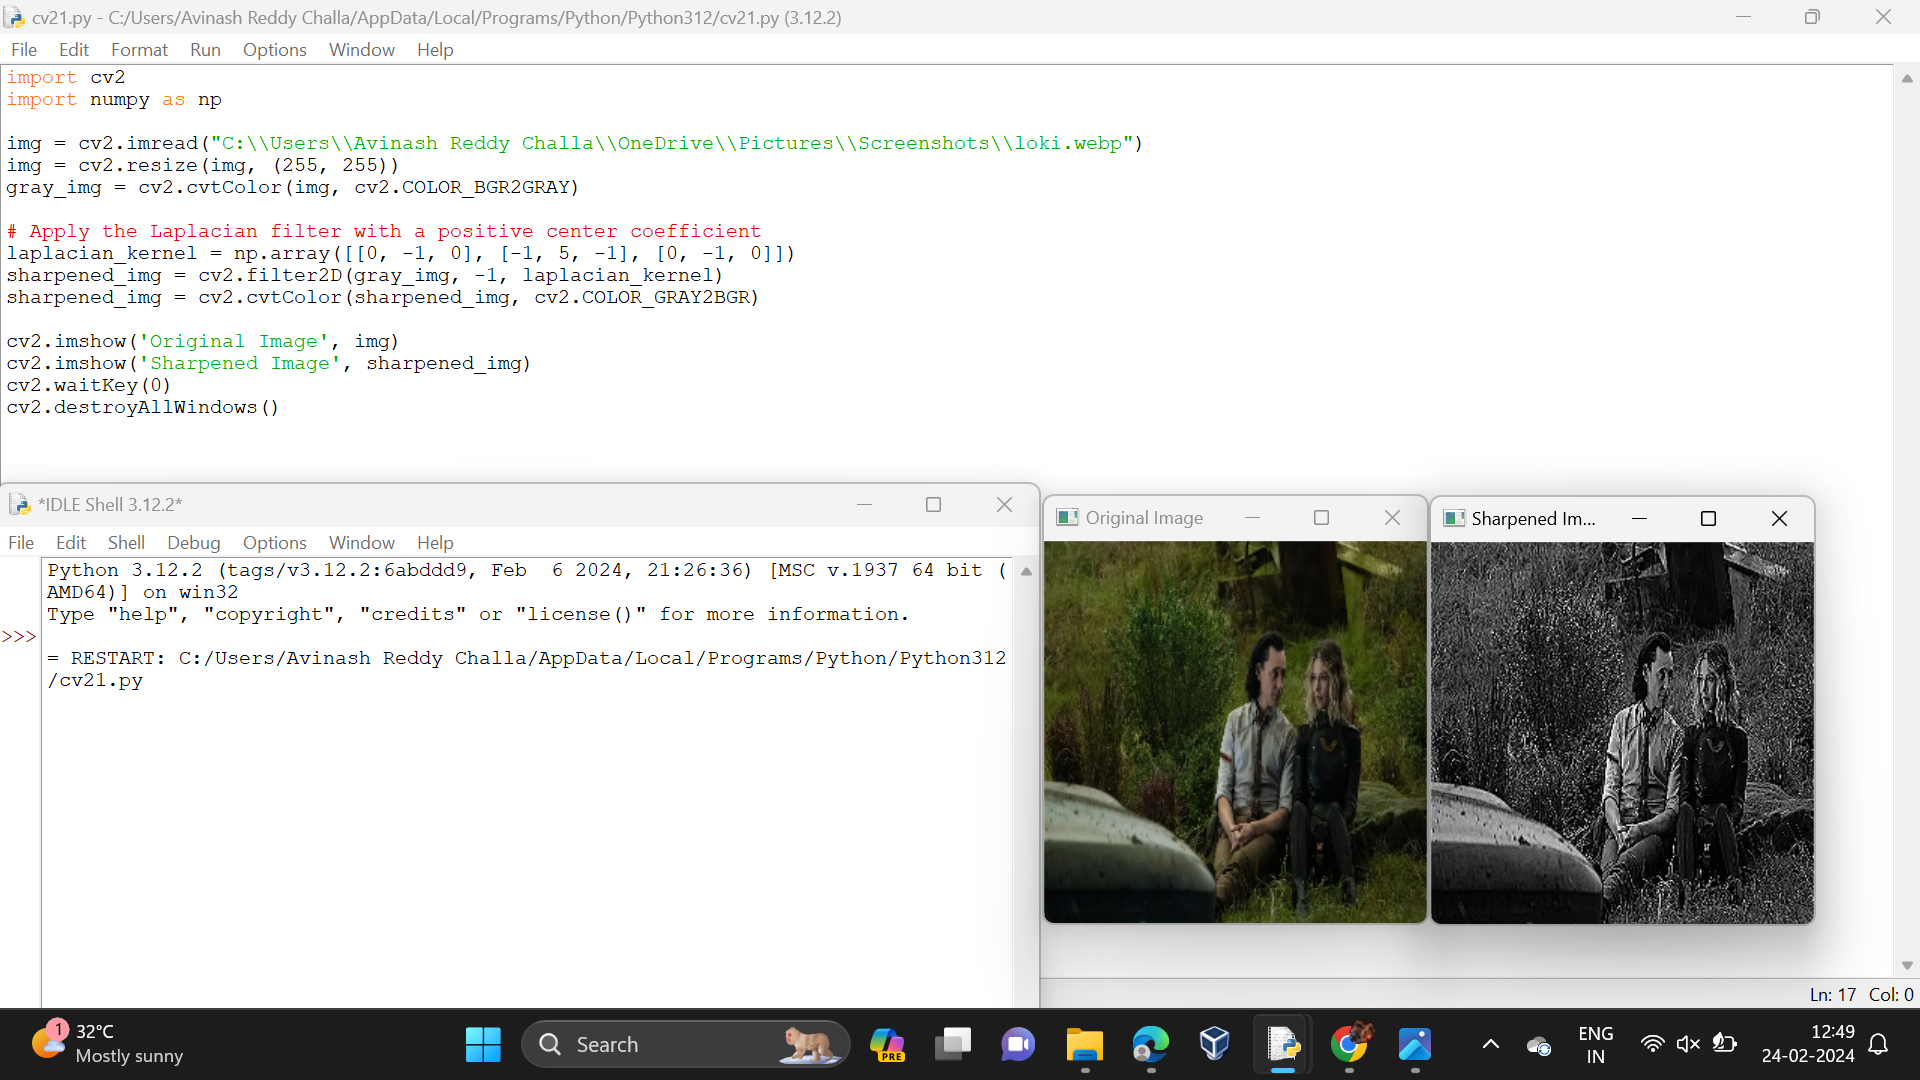 cv21.py - C:/Users/Avinash Reddy Challa/AppData/Local/Programs/Python/Python312/cv21.py (3.12.2)
File Edit Format Run Options Window Help
import cv2
import numpy as np
img = cv2.imread("C:\\Users\\Avinash Reddy Challa\\OneDrive\\Pictures\\Screenshots\\loki.webp")
img = cv2.resize(img, (255, 255))
gray_img = cv2.cvtColor(img, cv2.COLOR_BGR2GRAY)
# Apply the Laplacian filter with a positive center coefficient
laplacian_kernel = np.array([[0, -1, 0], [-1, 5, -1], [0, -1, 0]])
sharpened_img = cv2.filter2D(gray_img, -1, laplacian_kernel)
sharpened_img = cv2.cvtColor(sharpened_img, cv2.COLOR_GRAY2BGR)
cv2.imshow('Original Image', img)
cv2.imshow('Sharpened Image', sharpened_img)
cv2.waitKey(0)
cv2.destroyAllWindows()
*IDLE Shell 3.12.2*
File Edit Shell Debug Options Window Help
Python 3.12.2 (tags/v3.12.2:6abddd9, Feb  6 2024, 21:26:36) [MSC v.1937 64 bit (
AMD64)] on win32
Type "help", "copyright", "credits" or "license()" for more information.
>>>
= RESTART: C:/Users/Avinash Reddy Challa/AppData/Local/Programs/Python/Python312
/cv21.py
Original Image
Sharpened Im...
Ln: 17 Col: 0
1
32°C
Mostly sunny
Search
PRE
ENG
IN
12:49
24-02-2024